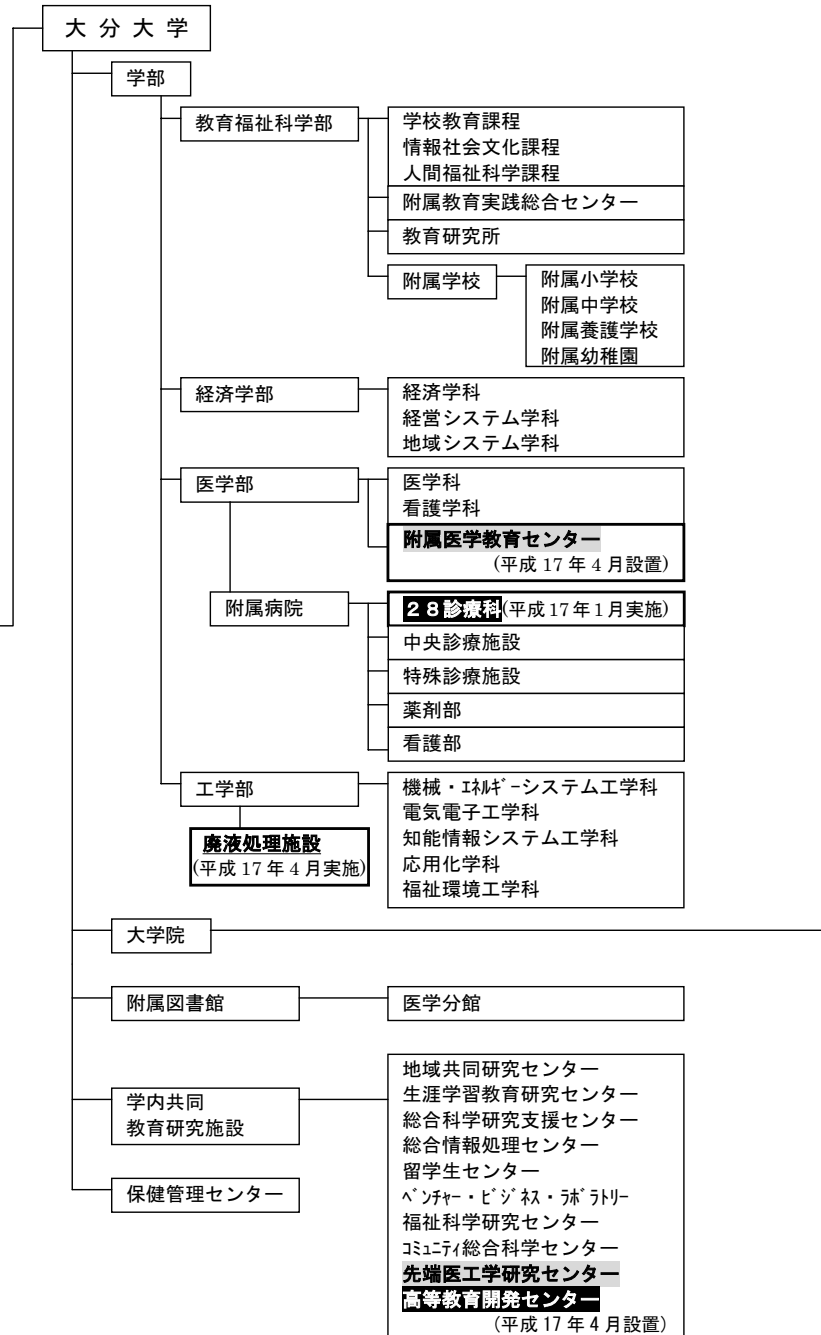 大 分 大 学
学部
教育福祉科学部
学校教育課程
情報社会文化課程
人間福祉科学課程
附属教育実践総合センター
教育研究所
附属学校
附属小学校
附属中学校
附属養護学校
附属幼稚園
経済学部
経済学科
経営システム学科
地域システム学科
医学部
医学科
看護学科
附属医学教育センター
(平成 17 年 4 月設置)
附属病院
28診療科(平成 17 年 1 月実施)
中央診療施設
特殊診療施設
薬剤部
看護部
工学部
廃液処理施設
(平成 17 年 4 月実施)
機械・ｴﾈﾙｷﾞｰシステム工学科
電気電子工学科
知能情報システム工学科
応用化学科
福祉環境工学科
大学院
附属図書館
医学分館
学内共同
教育研究施設
地域共同研究センター
生涯学習教育研究センター
総合科学研究支援センター
総合情報処理センター
留学生センター
ﾍﾞﾝﾁｬｰ・ﾋﾞｼﾞﾈｽ・ﾗﾎﾞﾗﾄﾘｰ
福祉科学研究センター
ｺﾐｭﾆﾃｨ総合科学センター
先端医工学研究センター
高等教育開発センター
(平成 17 年 4 月設置)
保健管理センター